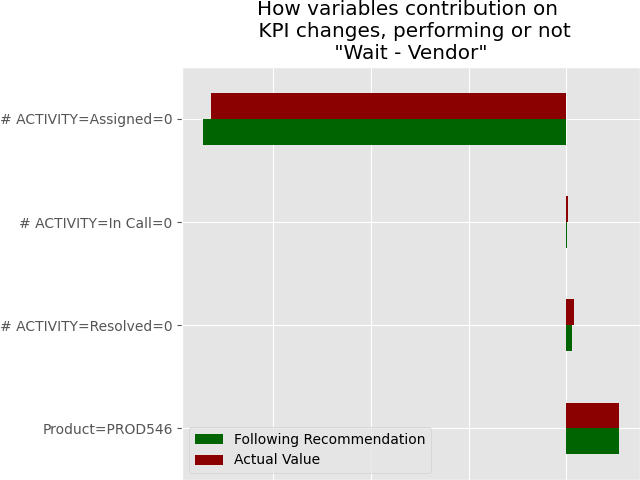 How variables contribution on
KPI changes, performing or not
"Wait - Vendor"
# ACTIVITY=Assigned=0
# ACTIVITY=In Call=0
# ACTIVITY=Resolved=0
Product=PROD546
Following Recommendation
Actual Value